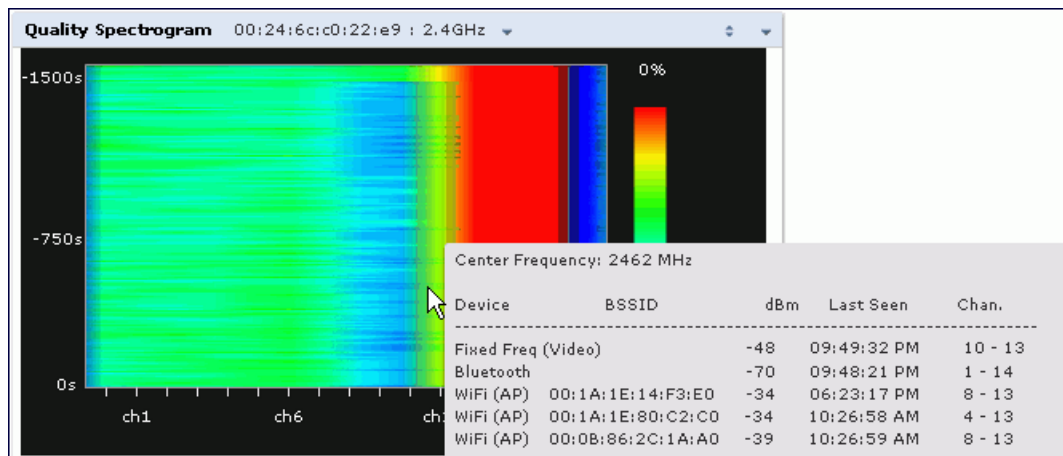 Quality Spectrogram 00:24:6c:c0:22:e9 : 2.4GHz
0%
-1500s
-750s
0s
ch1 ch6
Center Frequency: 2462 MHz
Device BSSID dBm Last Seen Chan.
Fixed Freq (Video) -48 09:49:32 PM 10 - 13
Bluetooth -70 09:48:21 PM 1 - 14
WiFi (AP) 00:1A:1E:14:F3:E0 -34 06:23:17 PM 8 - 13
WiFi (AP) 00:1A:1E:80:C2:C0 -34 10:26:58 AM 4 - 13
WiFi (AP) 00:0B:86:2C:1A:A0 -39 10:26:59 AM 8 - 13